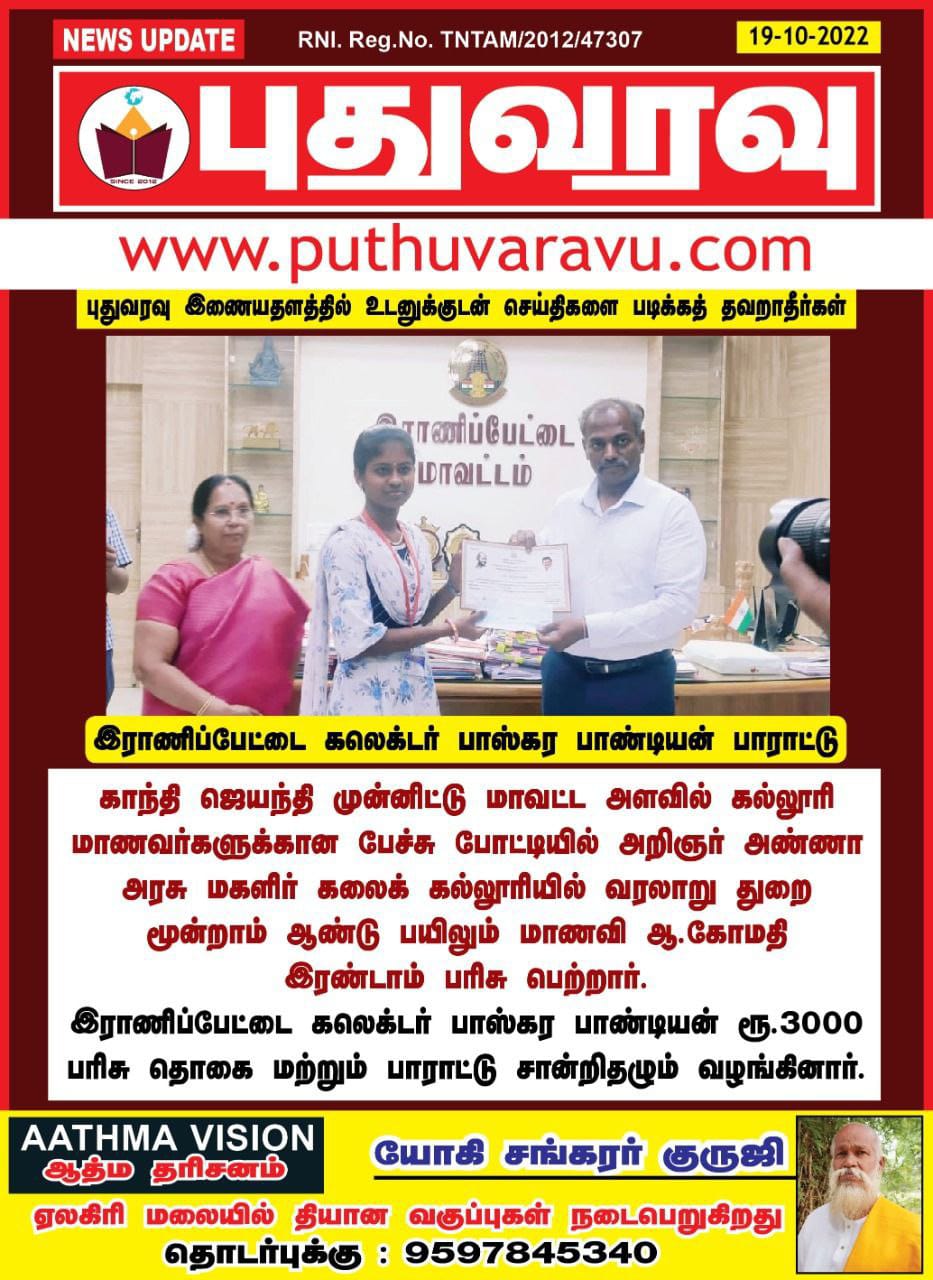 NEWS UPDATE
RNI. Reg.No. TNTAM/2012/47307
19-10-2022
SINCE 2012
புதுவரவு
www.puthuvaravu.com
புதுவரவு இணையதளத்தில் உடனுக்குடன் செய்திகளை படிக்கத் தவறாதீர்கள்
இராணிப்பேட்டை
மாவட்டம்
இராணிப்பேட்டை கலெக்டர் பாஸ்கர பாண்டியன் பாராட்டு
காந்தி ஜெயந்தி முன்னிட்டு மாவட்ட அளவில் கல்லூரி
மாணவர்களுக்கான பேச்சு போட்டியில் அறிஞர் அண்ணா
அரசு மகளிர் கலைக் கல்லூரியில் வரலாறு துறை
மூன்றாம் ஆண்டு பயிலும் மாணவி ஆ.கோமதி
இரண்டாம் பரிசு பெற்றார்.
இராணிப்பேட்டை கலெக்டர் பாஸ்கர பாண்டியன் ரூ.3000
பரிசு தொகை மற்றும் பாராட்டு சான்றிதழும் வழங்கினார்.
AATHMA VISION
ஆத்ம தரிசனம்
யோகி சங்கரர் குருஜி
ஏலகிரி மலையில் தியான வகுப்புகள் நடைபெறுகிறது
தொடர்புக்கு : 9597845340